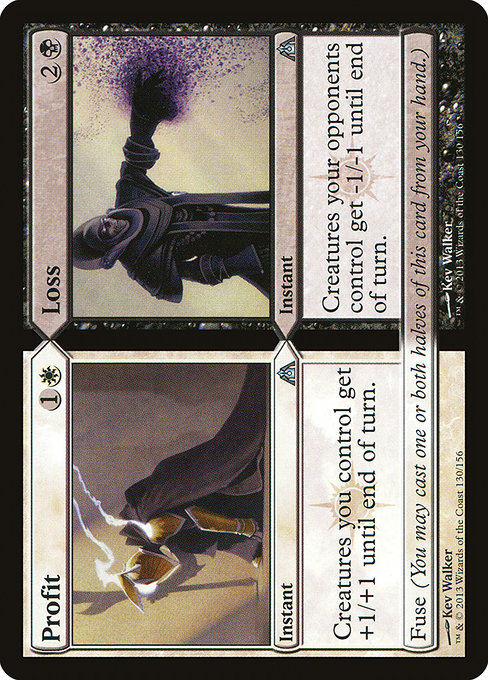 Profit 1
Instant
Creatures you control get
+1/+1 until end of turn.
Loss 2
Instant
Creatures your opponents
control get -1/-1 until end
of turn.
Fuse (You may cast one or both halves of this card from your hand.)
Kev Walker
™ & © 2013 Wizards of the Coast 130/156
Kev Walker
™ & © 2013 Wizards of the Coast 130/156